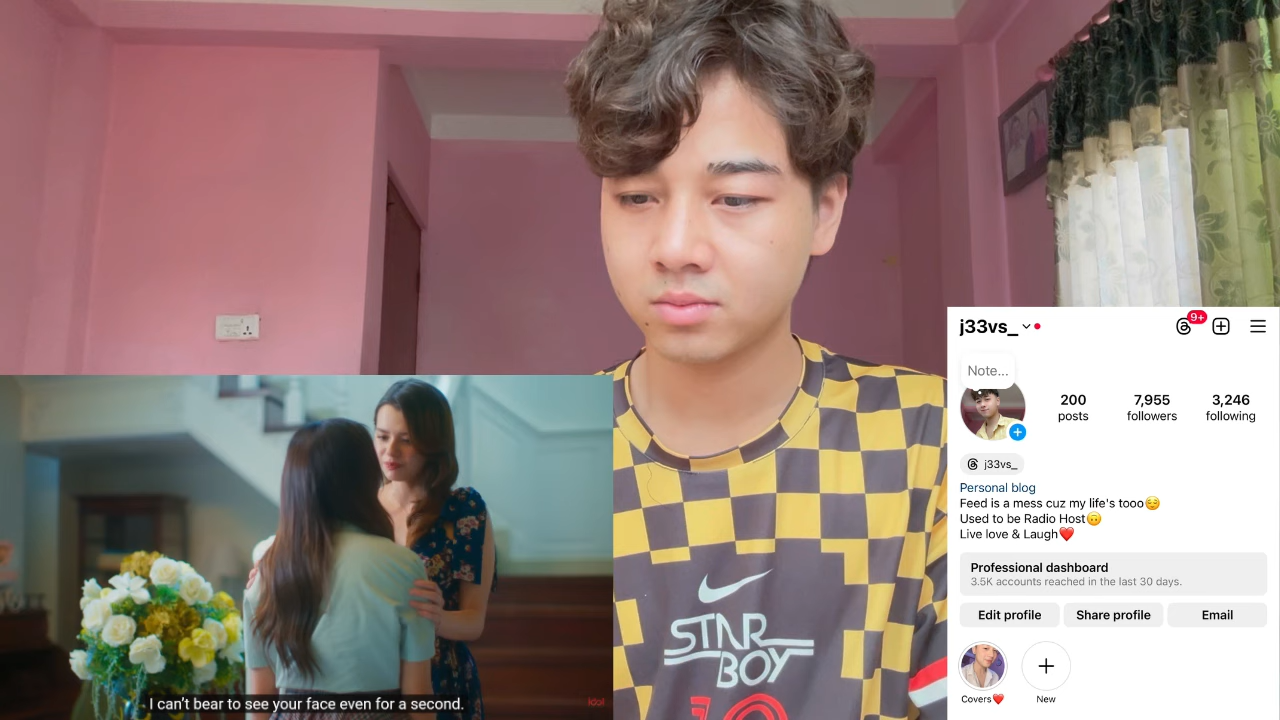 STAR
BOY
10
I can't bear to see your face even for a second.
idol
j33vs_
9+
Note...
200
posts
7,955
followers
3,246
following
j33vs_
Personal blog
Feed is a mess cuz my life's tooo😌
Used to be Radio Host🙃
Live love & Laugh❤️
Professional dashboard
3.5K accounts reached in the last 30 days.
Edit profile
Share profile
Email
Covers❤️
New